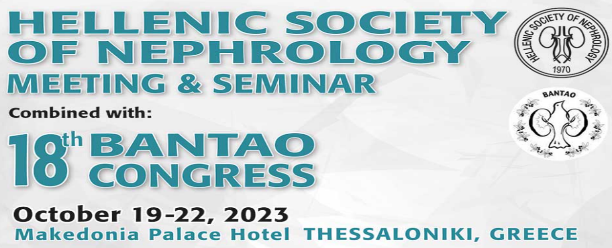 HELLENIC SOCIETY
OF NEPHROLOGY
MEETING & SEMINAR
Combined with:
18th BANTAO
CONGRESS
October 19-22, 2023
Makedonia Palace Hotel THESSALONIKI, GREECE
HELLENIC SOCIETY OF NEPHROLOGY
1970
BANTAO